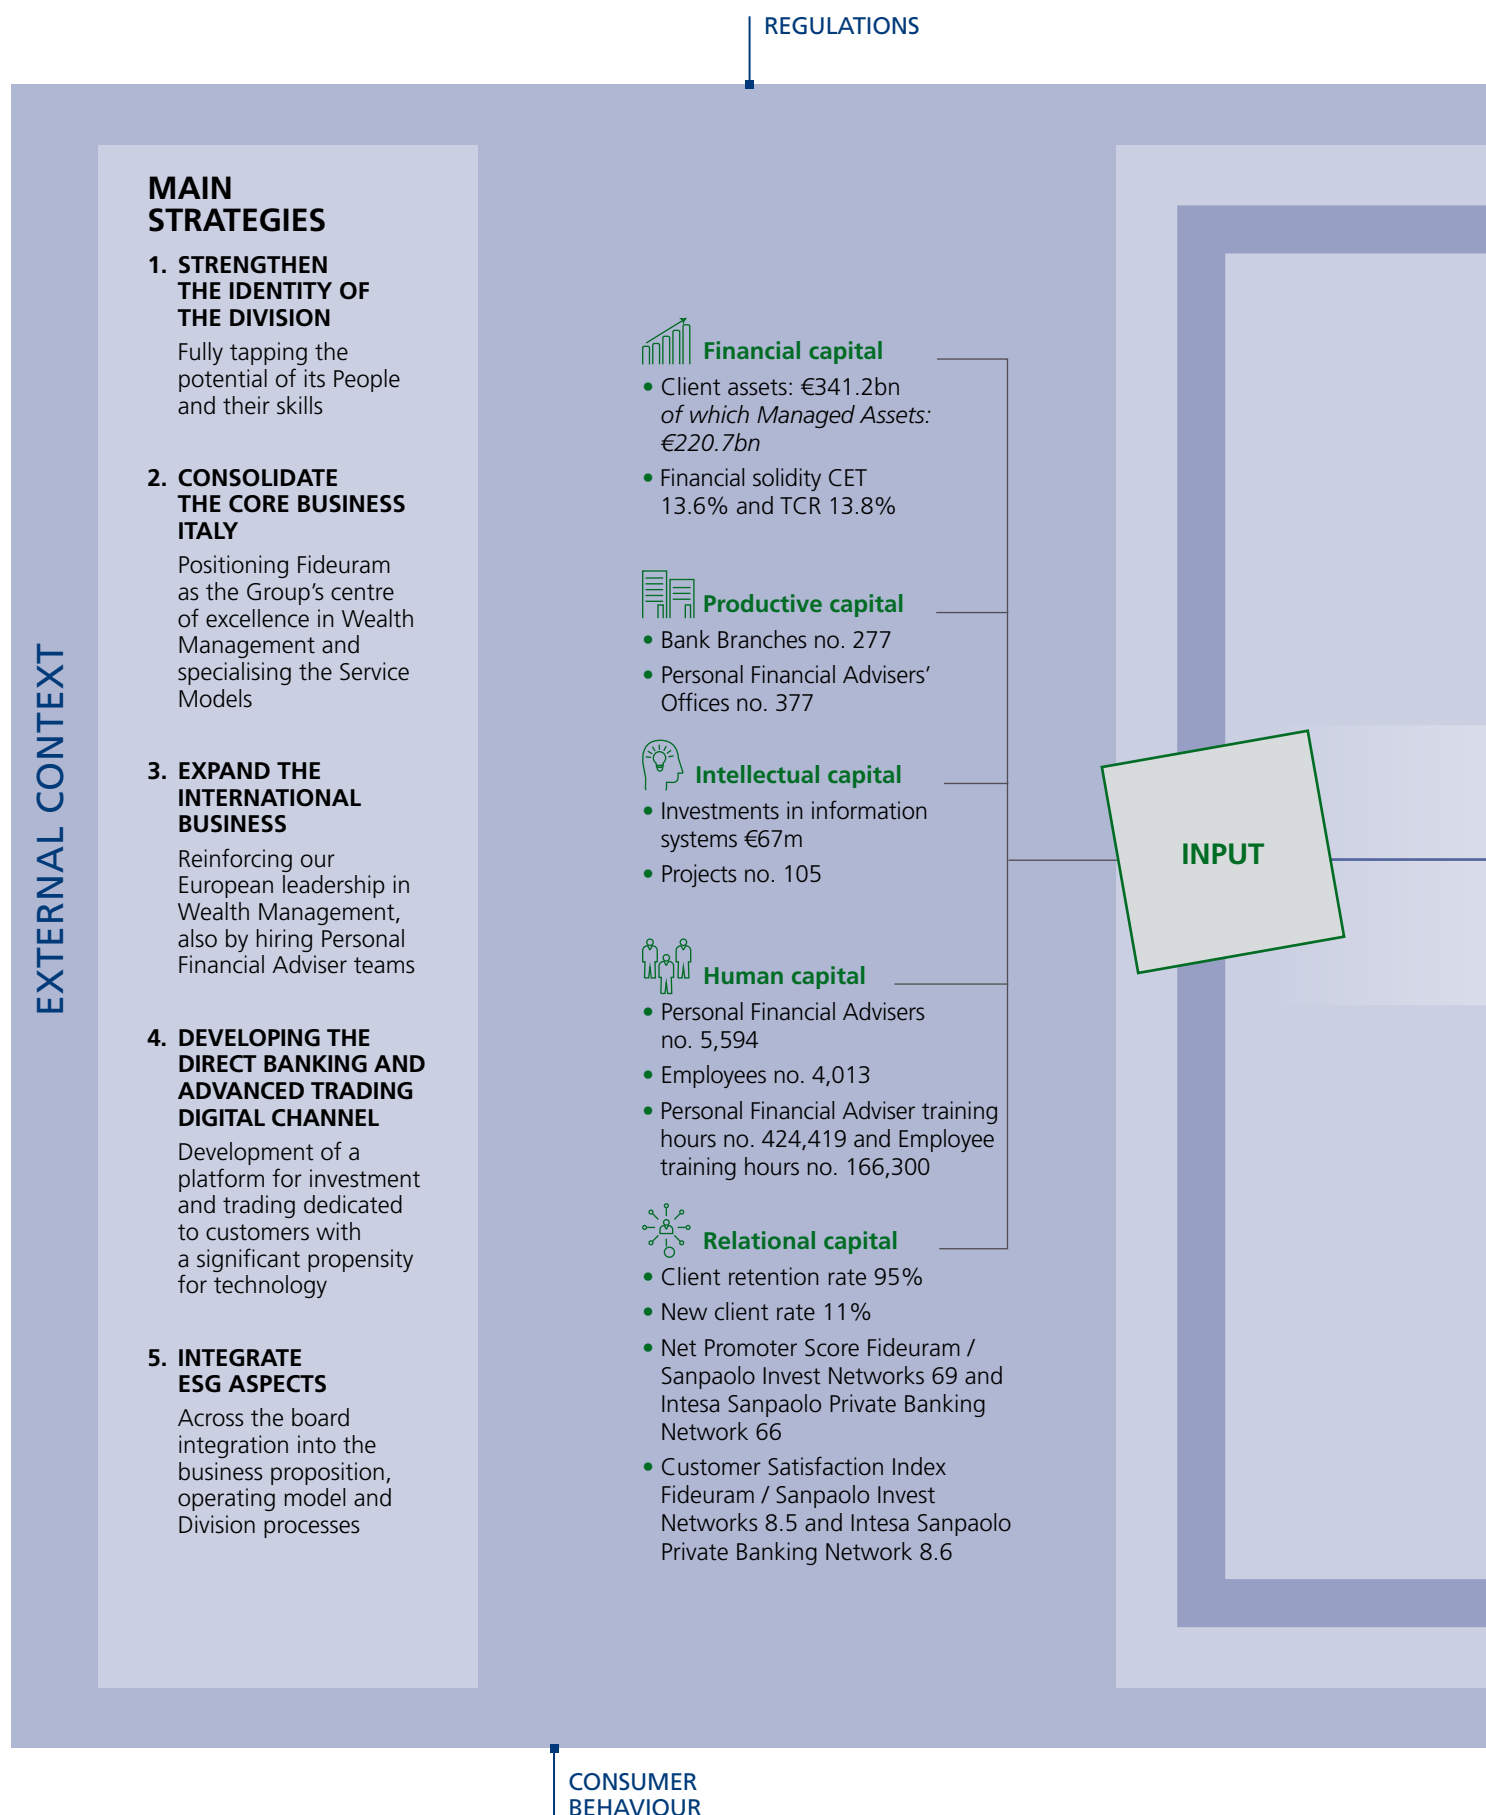 REGULATIONS
EXTERNAL CONTEXT
MAIN
STRATEGIES
1. STRENGTHEN
THE IDENTITY OF
THE DIVISION
Fully tapping the
potential of its People
and their skills
2. CONSOLIDATE
THE CORE BUSINESS
ITALY
Positioning Fideuram
as the Group’s centre
of excellence in Wealth
Management and
specialising the Service
Models
3. EXPAND THE
INTERNATIONAL
BUSINESS
Reinforcing our
European leadership in
Wealth Management,
also by hiring Personal
Financial Adviser teams
4. DEVELOPING THE
DIRECT BANKING AND
ADVANCED TRADING
DIGITAL CHANNEL
Development of a
platform for investment
and trading dedicated
to customers with
a significant propensity
for technology
5. INTEGRATE
ESG ASPECTS
Across the board
integration into the
business proposition,
operating model and
Division processes
Financial capital
• Client assets: €341.2bn
of which Managed Assets:
€220.7bn
• Financial solidity CET
13.6% and TCR 13.8%
Productive capital
• Bank Branches no. 277
• Personal Financial Advisers’
Offices no. 377
Intellectual capital
• Investments in information
systems €67m
• Projects no. 105
Human capital
• Personal Financial Advisers
no. 5,594
• Employees no. 4,013
• Personal Financial Adviser training
hours no. 424,419 and Employee
training hours no. 166,300
Relational capital
• Client retention rate 95%
• New client rate 11%
• Net Promoter Score Fideuram /
Sanpaolo Invest Networks 69 and
Intesa Sanpaolo Private Banking
Network 66
• Customer Satisfaction Index
Fideuram / Sanpaolo Invest
Networks 8.5 and Intesa Sanpaolo
Private Banking Network 8.6
INPUT
CONSUMER
BEHAVIOUR